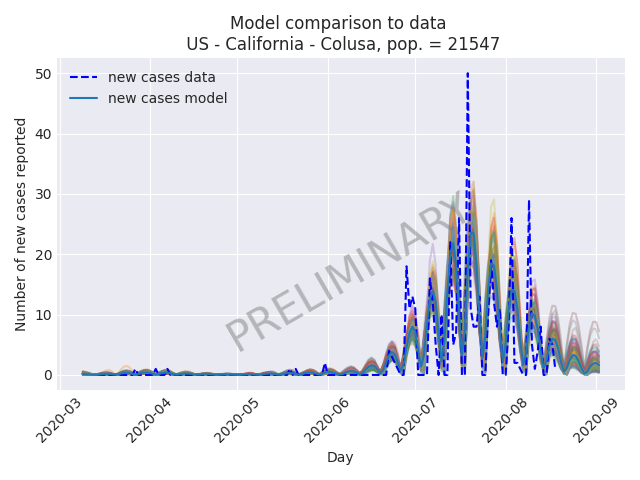 Model comparison to data
US - California - Colusa, pop. = 21547
new cases data
new cases model
PRELIMINARY
Number of new cases reported
50
40
30
20
10
0
2020-03
2020-04
2020-05
2020-06
2020-07
2020-08
2020-09
Day